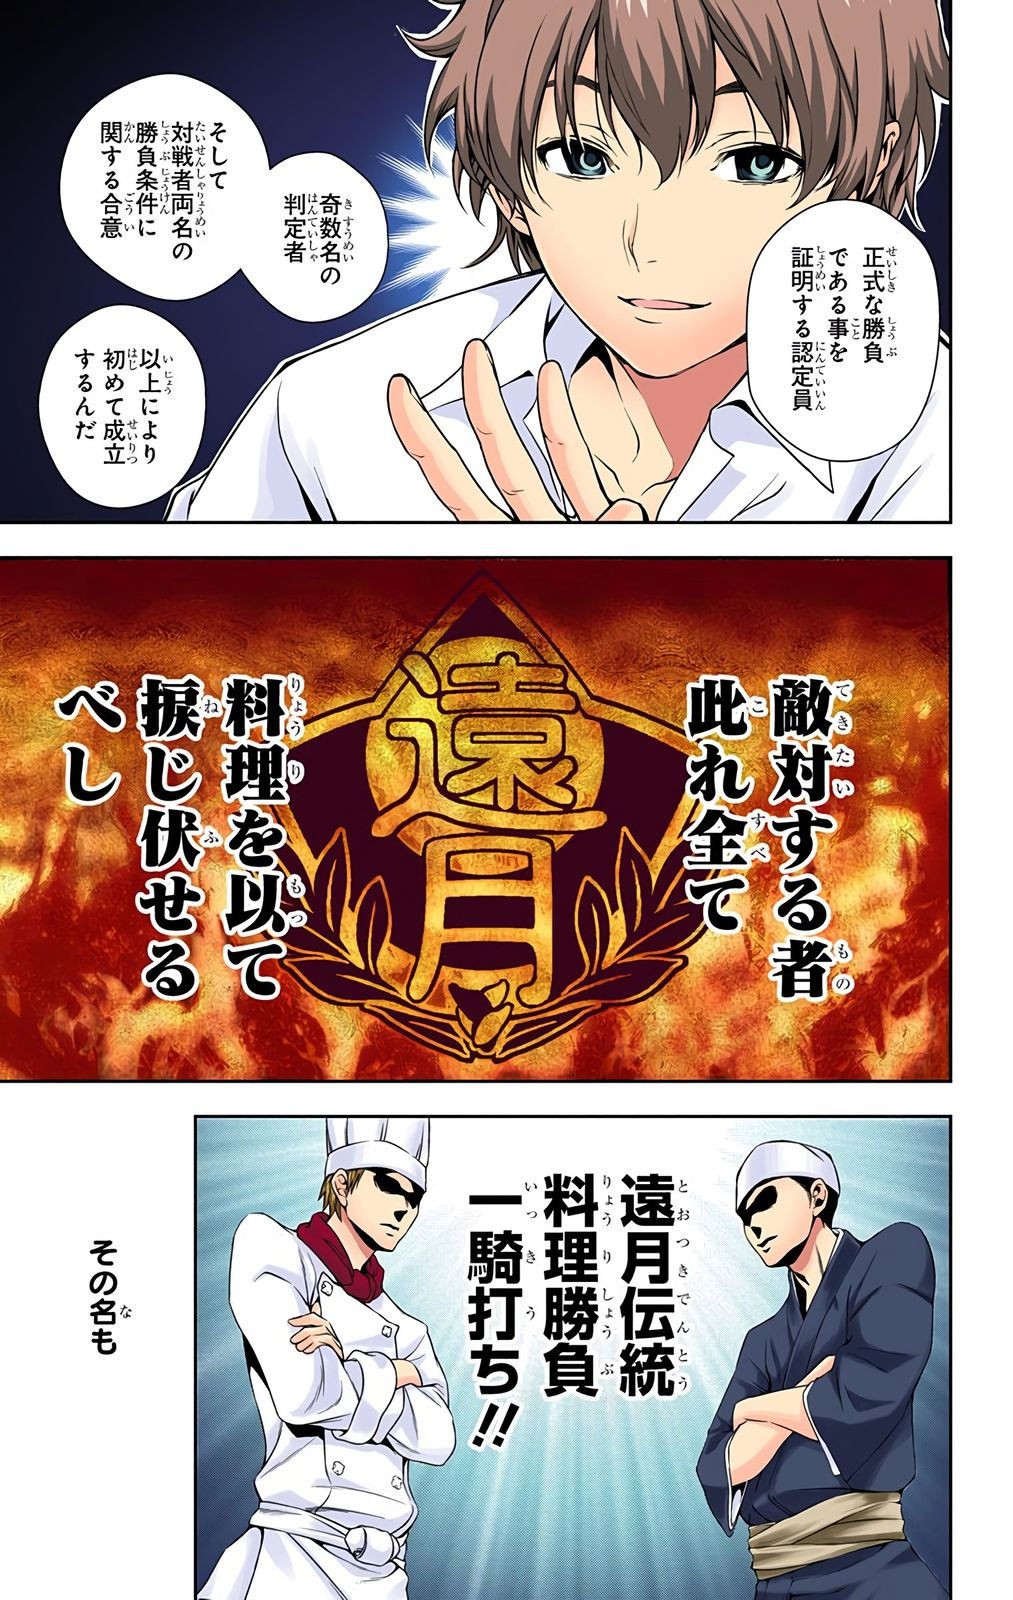 正式な勝負
である事を
証明する認定員
奇数名の
判定者
そして
対戦者両名の
勝負条件に
関する合意
以上により
初めて成立
するんだ
敵対する者
此れ全て
遠月
料理を以て
捩じ伏せる
べし
遠月伝統
料理勝負
一騎打ち!!
その名も